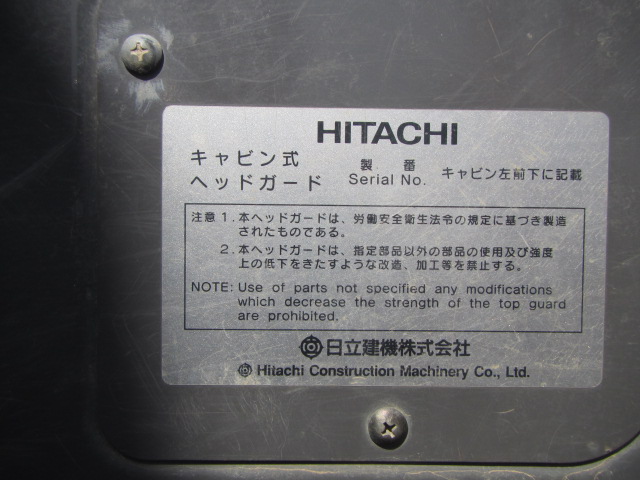 HITACHI
キャビン式
ヘッドガード
製 番
Serial No.
キャビン左前下に記載
注意 1. 本ヘッドガードは、労働安全衛生法令の規定に基づき製造
されたものである。
2. 本ヘッドガードは、指定部品以外の部品の使用及び強度
上の低下をきたすような改造、加工等を禁止する。
NOTE: Use of parts not specified any modifications
which decrease the strength of the top guard
are prohibited.
日立建機株式会社
Hitachi Construction Machinery Co., Ltd.